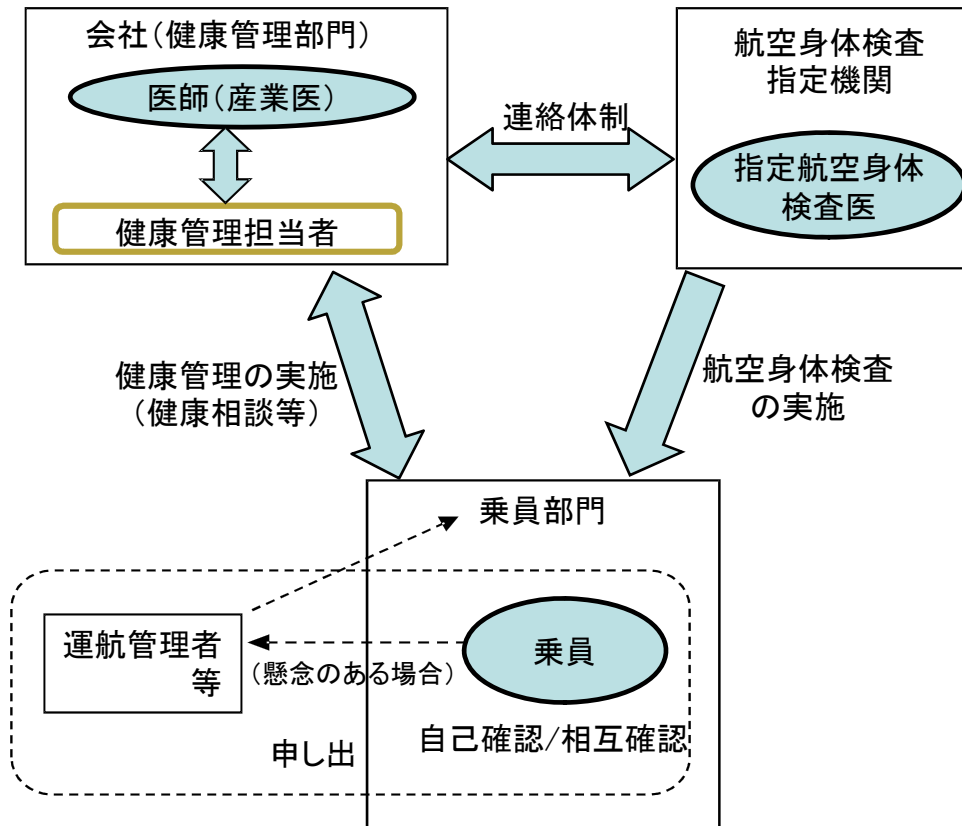 会社（健康管理部門）
医師（産業医）
健康管理担当者
連絡体制
航空身体検査
指定機関
指定航空身体
検査医
健康管理の実施
（健康相談等）
航空身体検査
の実施
乗員部門
運航管理者
等
（懸念のある場合）
乗員
自己確認/相互確認
申し出